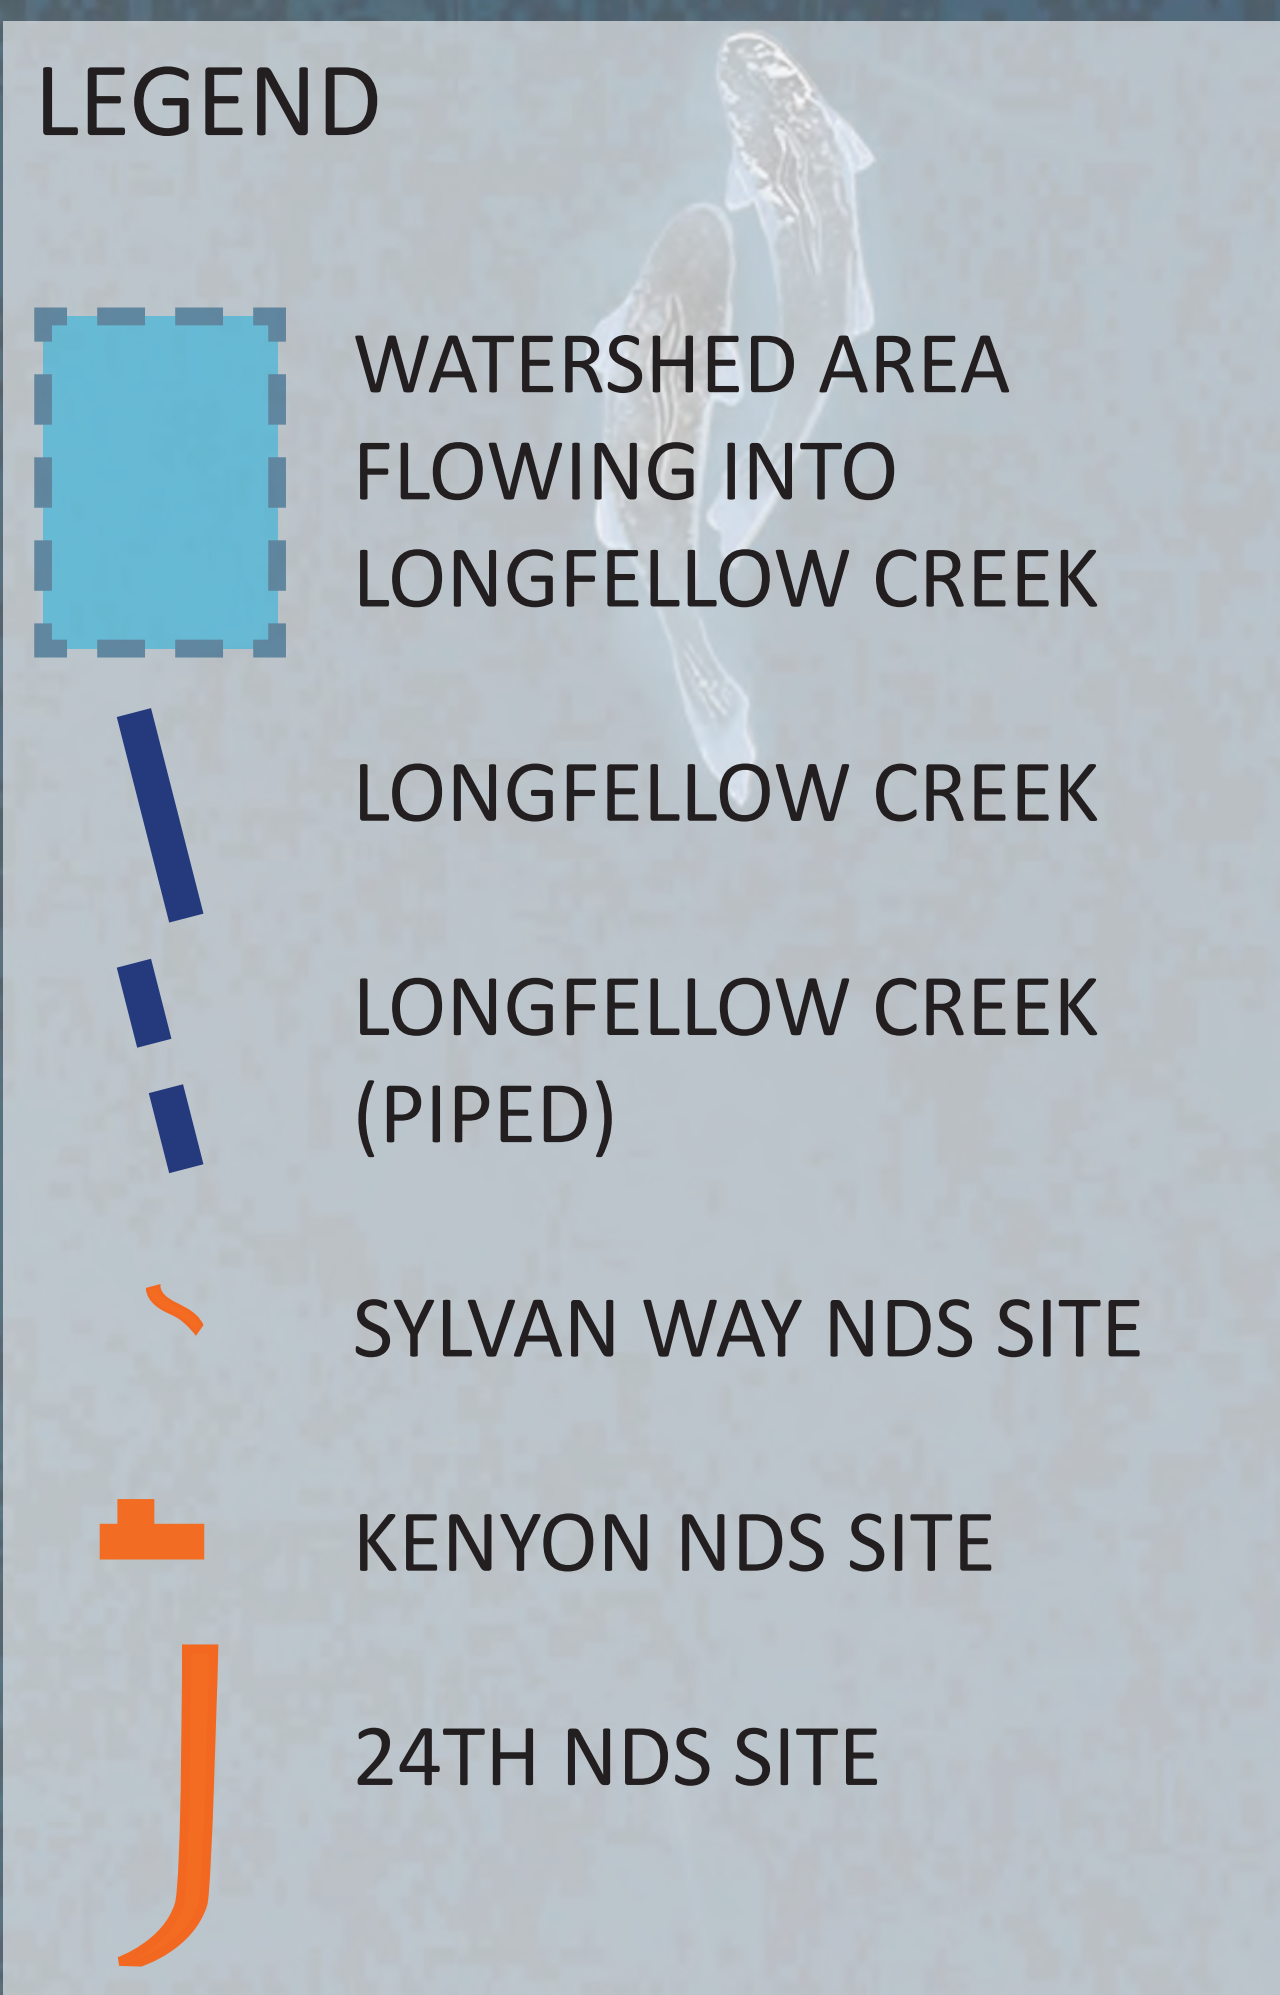 LEGEND
WATERSHED AREA
FLOWING INTO
LONGFELLOW CREEK
LONGFELLOW CREEK
LONGFELLOW CREEK
(PIPED)
SYLVAN WAY NDS SITE
KENYON NDS SITE
24TH NDS SITE